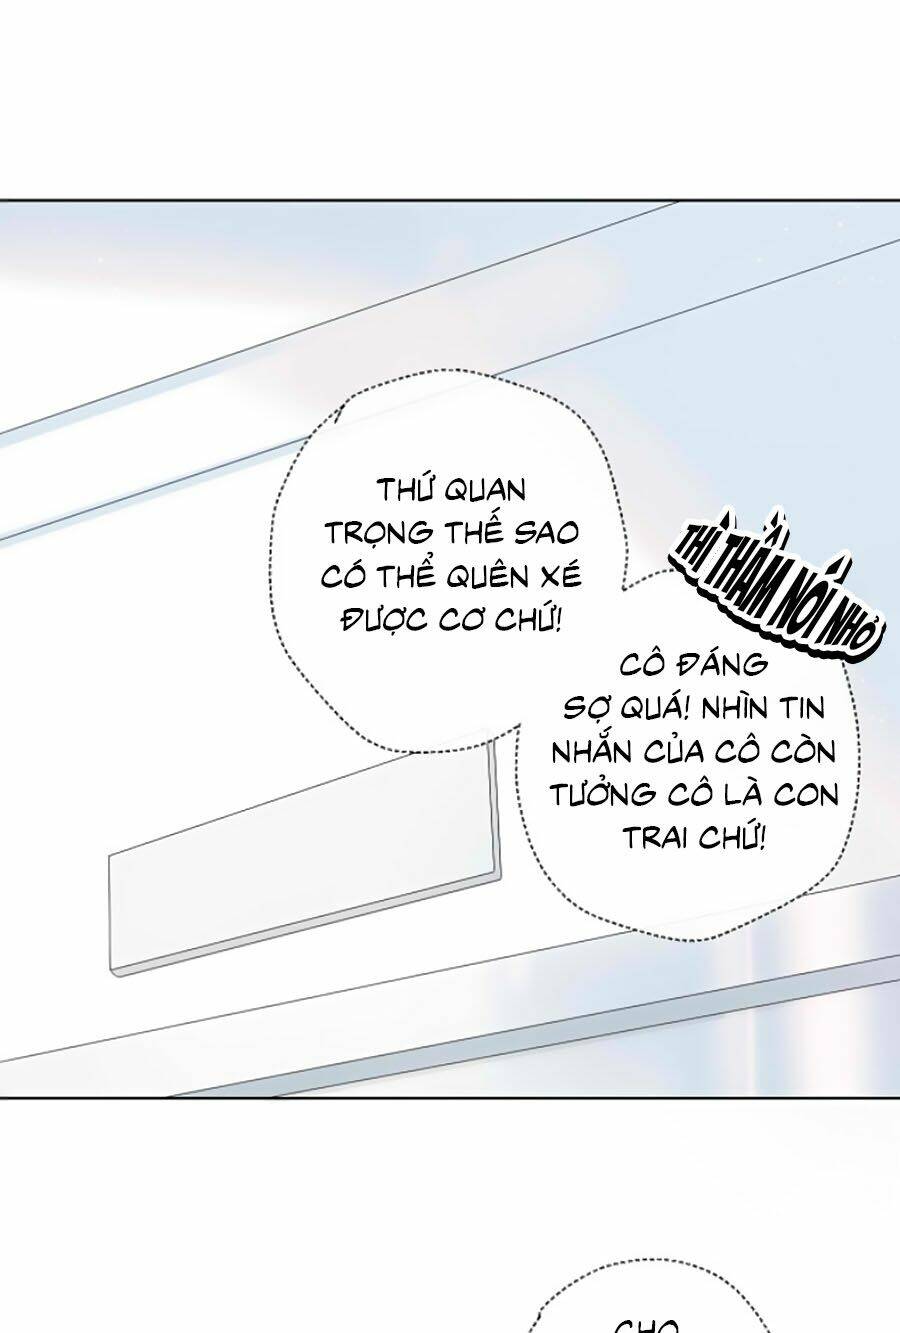 THỨ QUAN
TRỌNG THẾ SAO
CÓ THỂ QUÊN XÉ
ĐƯỢC CƠ CHỨ!
THÌ THẦM NÓI NHỎ
CÔ ĐÁNG
SỢ QUÁ! NHÌN TIN
NHẮN CỦA CÔ CÒN
TƯỞNG CÔ LÀ CON
TRAI CHỨ!
CHO